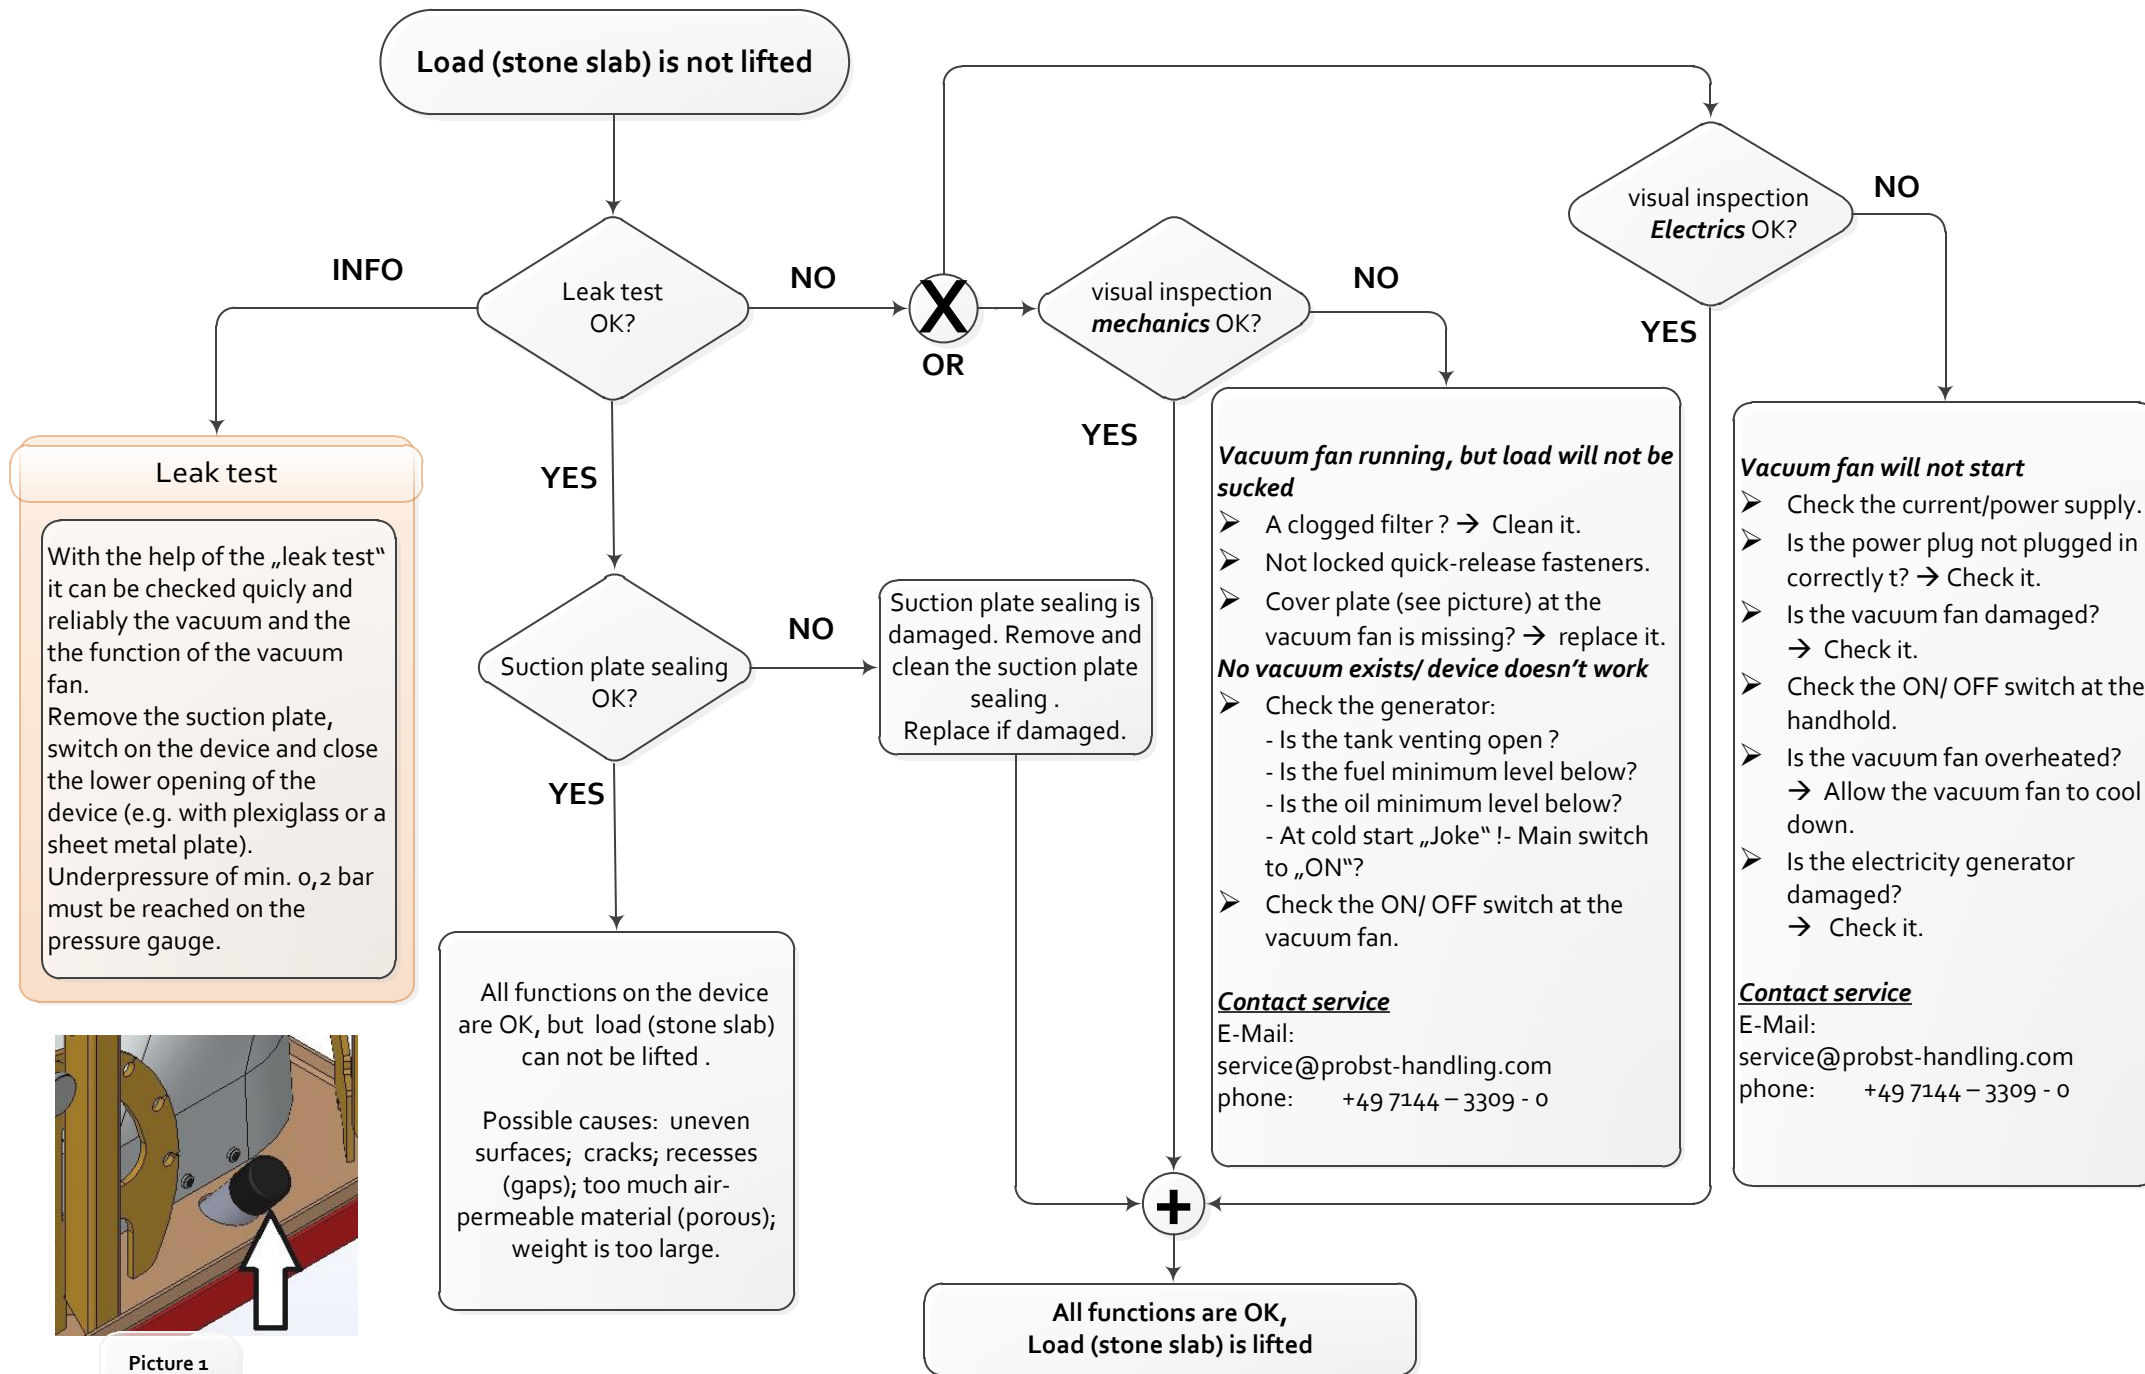 Load (stone slab) is not lifted
INFO
Leak test
OK?
NO
X
OR
visual inspection
mechanics OK?
NO
visual inspection
Electrics OK?
NO
YES
YES
YES
Leak test
With the help of the „leak test“
it can be checked quicly and
reliably the vacuum and the
the function of the vacuum
fan.
Remove the suction plate,
switch on the device and close
the lower opening of the
device (e.g. with plexiglass or a
sheet metal plate).
Underpressure of min. 0,2 bar
must be reached on the
pressure gauge.
Suction plate sealing
OK?
NO
YES
Suction plate sealing is
damaged. Remove and
clean the suction plate
sealing .
Replace if damaged.
All functions on the device
are OK, but load (stone slab)
can not be lifted .
Possible causes: uneven
surfaces; cracks; recesses
(gaps); too much air-
permeable material (porous);
weight is too large.
Vacuum fan running, but load will not be
sucked
➢ A clogged filter ? → Clean it.
➢ Not locked quick-release fasteners.
➢ Cover plate (see picture) at the
vacuum fan is missing? → replace it.
No vacuum exists/ device doesn’t work
➢ Check the generator:
- Is the tank venting open ?
- Is the fuel minimum level below?
- Is the oil minimum level below?
- At cold start „Joke“ !- Main switch
to „ON“?
➢ Check the ON/ OFF switch at the
vacuum fan.
Contact service
E-Mail:
service@probst-handling.com
phone: +49 7144 – 3309 - 0
Vacuum fan will not start
➢ Check the current/power supply.
➢ Is the power plug not plugged in
correctly t? → Check it.
➢ Is the vacuum fan damaged?
→ Check it.
➢ Check the ON/ OFF switch at the
handhold.
➢ Is the vacuum fan overheated?
→ Allow the vacuum fan to cool
down.
➢ Is the electricity generator
damaged?
→ Check it.
Contact service
E-Mail:
service@probst-handling.com
phone: +49 7144 – 3309 - 0
+
All functions are OK,
Load (stone slab) is lifted
Picture 1